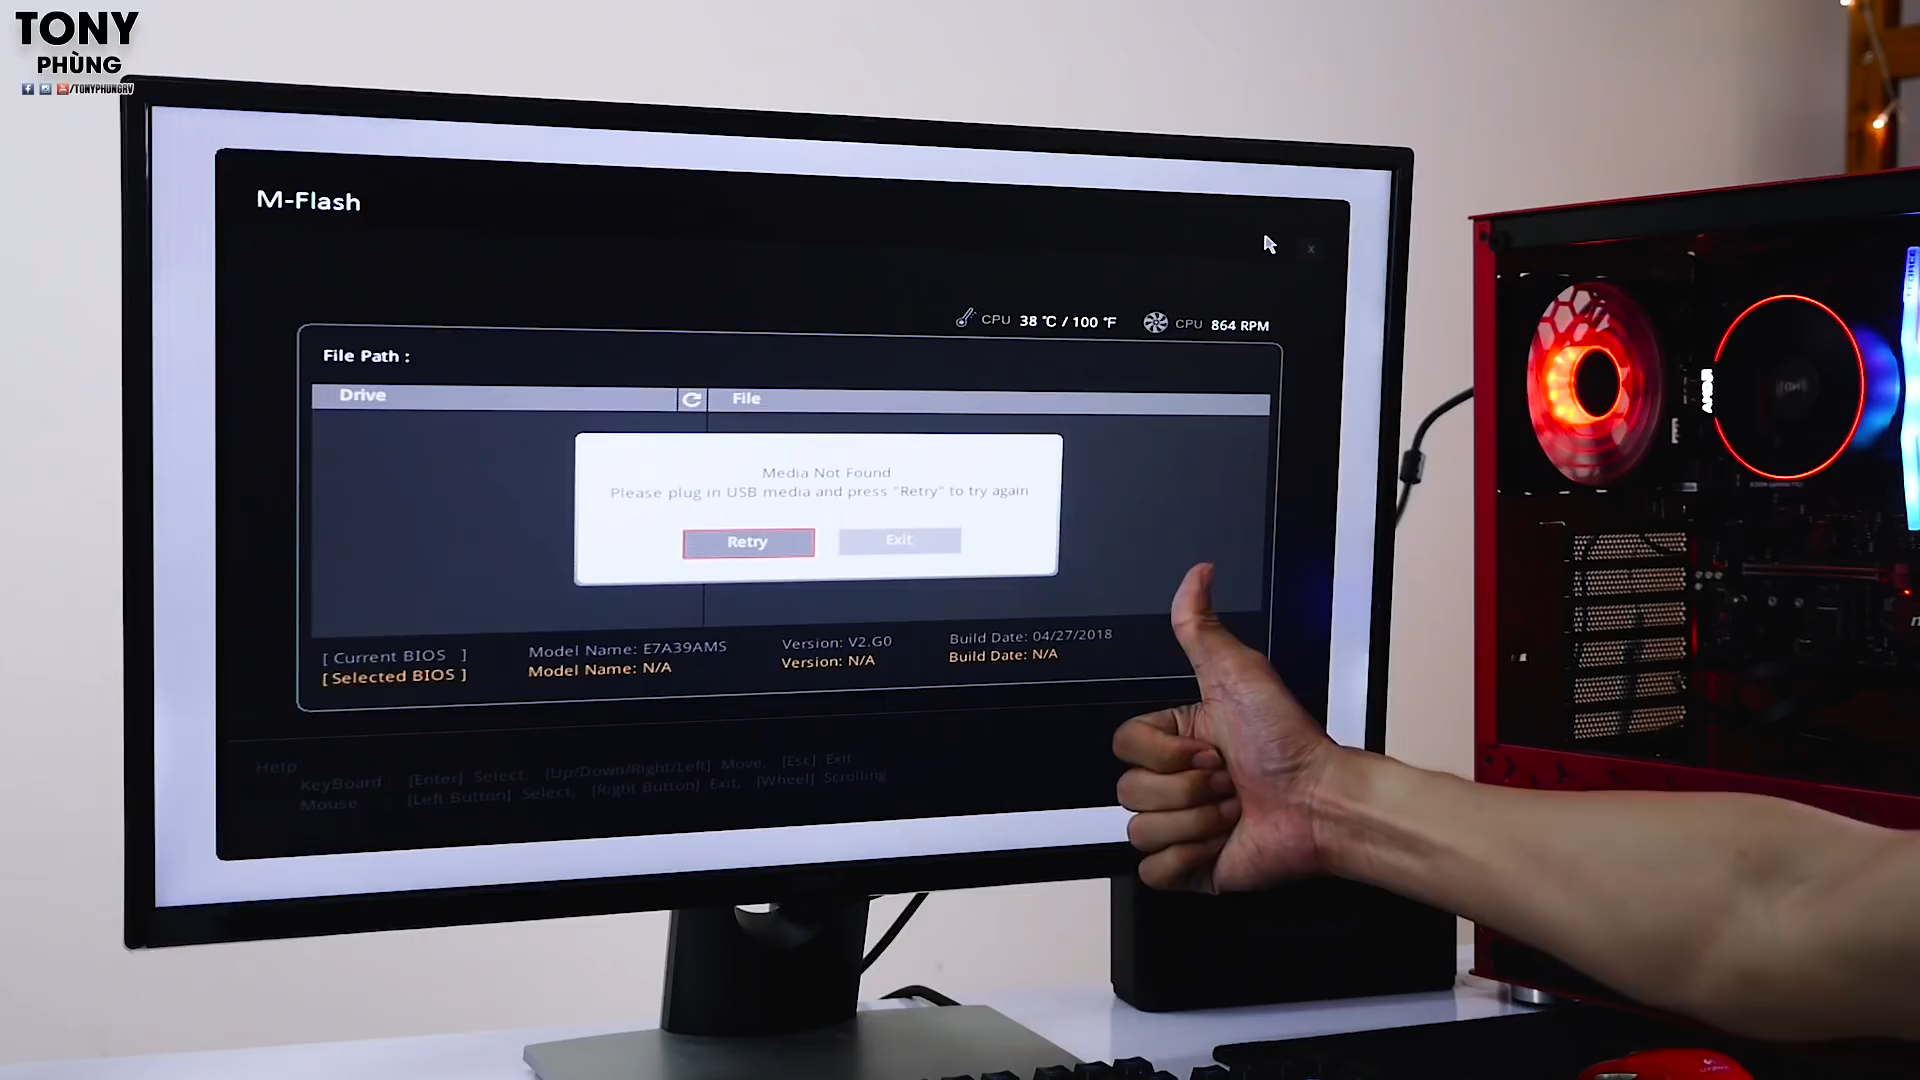 TONY
PHÙNG
/TONYPHUNGRV
M-Flash
x
CPU 38 °C / 100 °F CPU 864 RPM
File Path :
Drive File
Media Not Found
Please plug in USB media and press "Retry" to try again
Retry Exit
[ Current BIOS ] Model Name: E7A39AMS Version: V2.G0 Build Date: 04/27/2018
[ Selected BIOS ] Model Name: N/A Version: N/A Build Date: N/A
Help
KeyBoard : [Enter] Select, [Up/Down/Right/Left] Move, [Esc] Exit
Mouse [Left Button] Select, [Right Button] Exit, [Wheel] Scrolling
AMD